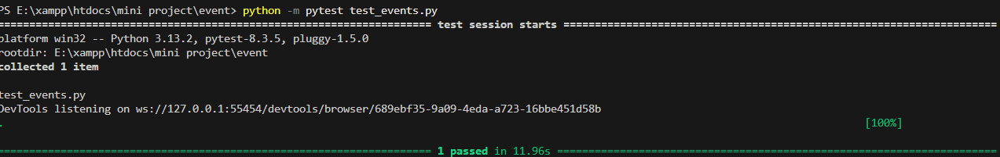 PS E:\xampp\htdocs\mini project\event> python -m pytest test_events.py
============================= test session starts =============================
platform win32 -- Python 3.13.2, pytest-8.3.5, pluggy-1.5.0
rootdir: E:\xampp\htdocs\mini project\event
collected 1 item
test_events.py
DevTools listening on ws://127.0.0.1:55454/devtools/browser/689ebf35-9a09-4eda-a723-16bbe451d58b
. [100%]
============================= 1 passed in 11.96s =============================